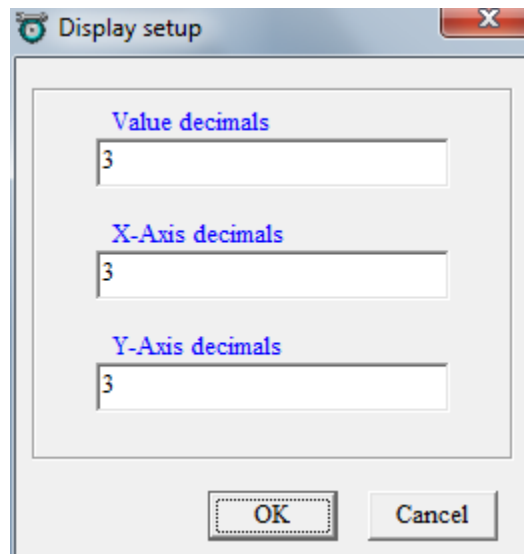 Display setup
Value decimals
3
X-Axis decimals
3
Y-Axis decimals
3
OK
Cancel